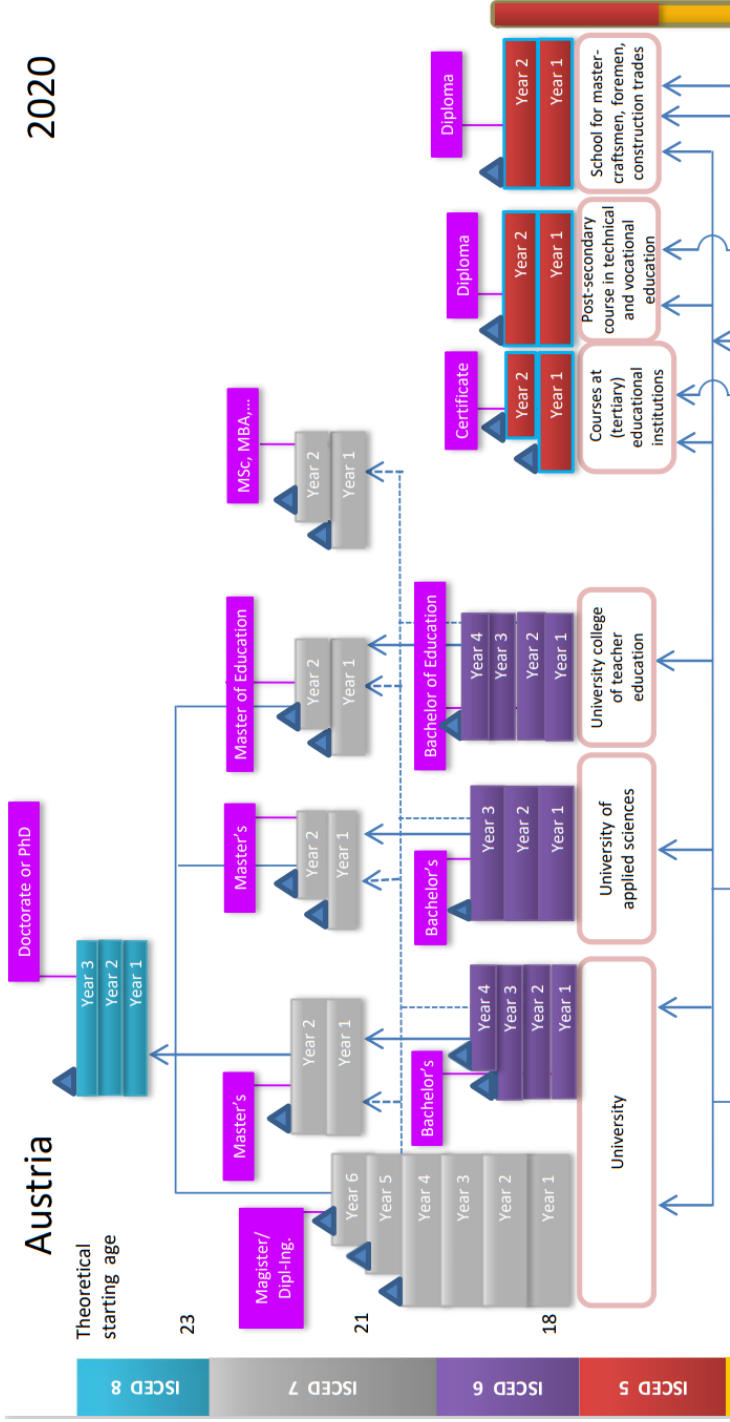 Austria
2020
Theoretical
starting age
23
21
18
ISCED 8
ISCED 7
ISCED 6
ISCED 5
Doctorate or PhD
Year 3
Year 2
Year 1
Magister/
Dipl-Ing.
Year 6
Year 5
Year 4
Year 3
Year 2
Year 1
Master's
Year 2
Year 1
Master's
Year 2
Year 1
Master of Education
Year 2
Year 1
MSc, MBA,...
Year 2
Year 1
Bachelor's
Year 4
Year 3
Year 2
Year 1
Bachelor's
Year 3
Year 2
Year 1
Bachelor of Education
Year 4
Year 3
Year 2
Year 1
Certificate
Year 2
Year 1
Diploma
Year 2
Year 1
Diploma
Year 2
Year 1
University
University of
applied sciences
University college
of teacher
education
Courses at
(tertiary)
educational
institutions
Post-secondary
course in technical
and vocational
education
School for master-
craftsmen, foremen,
construction trades